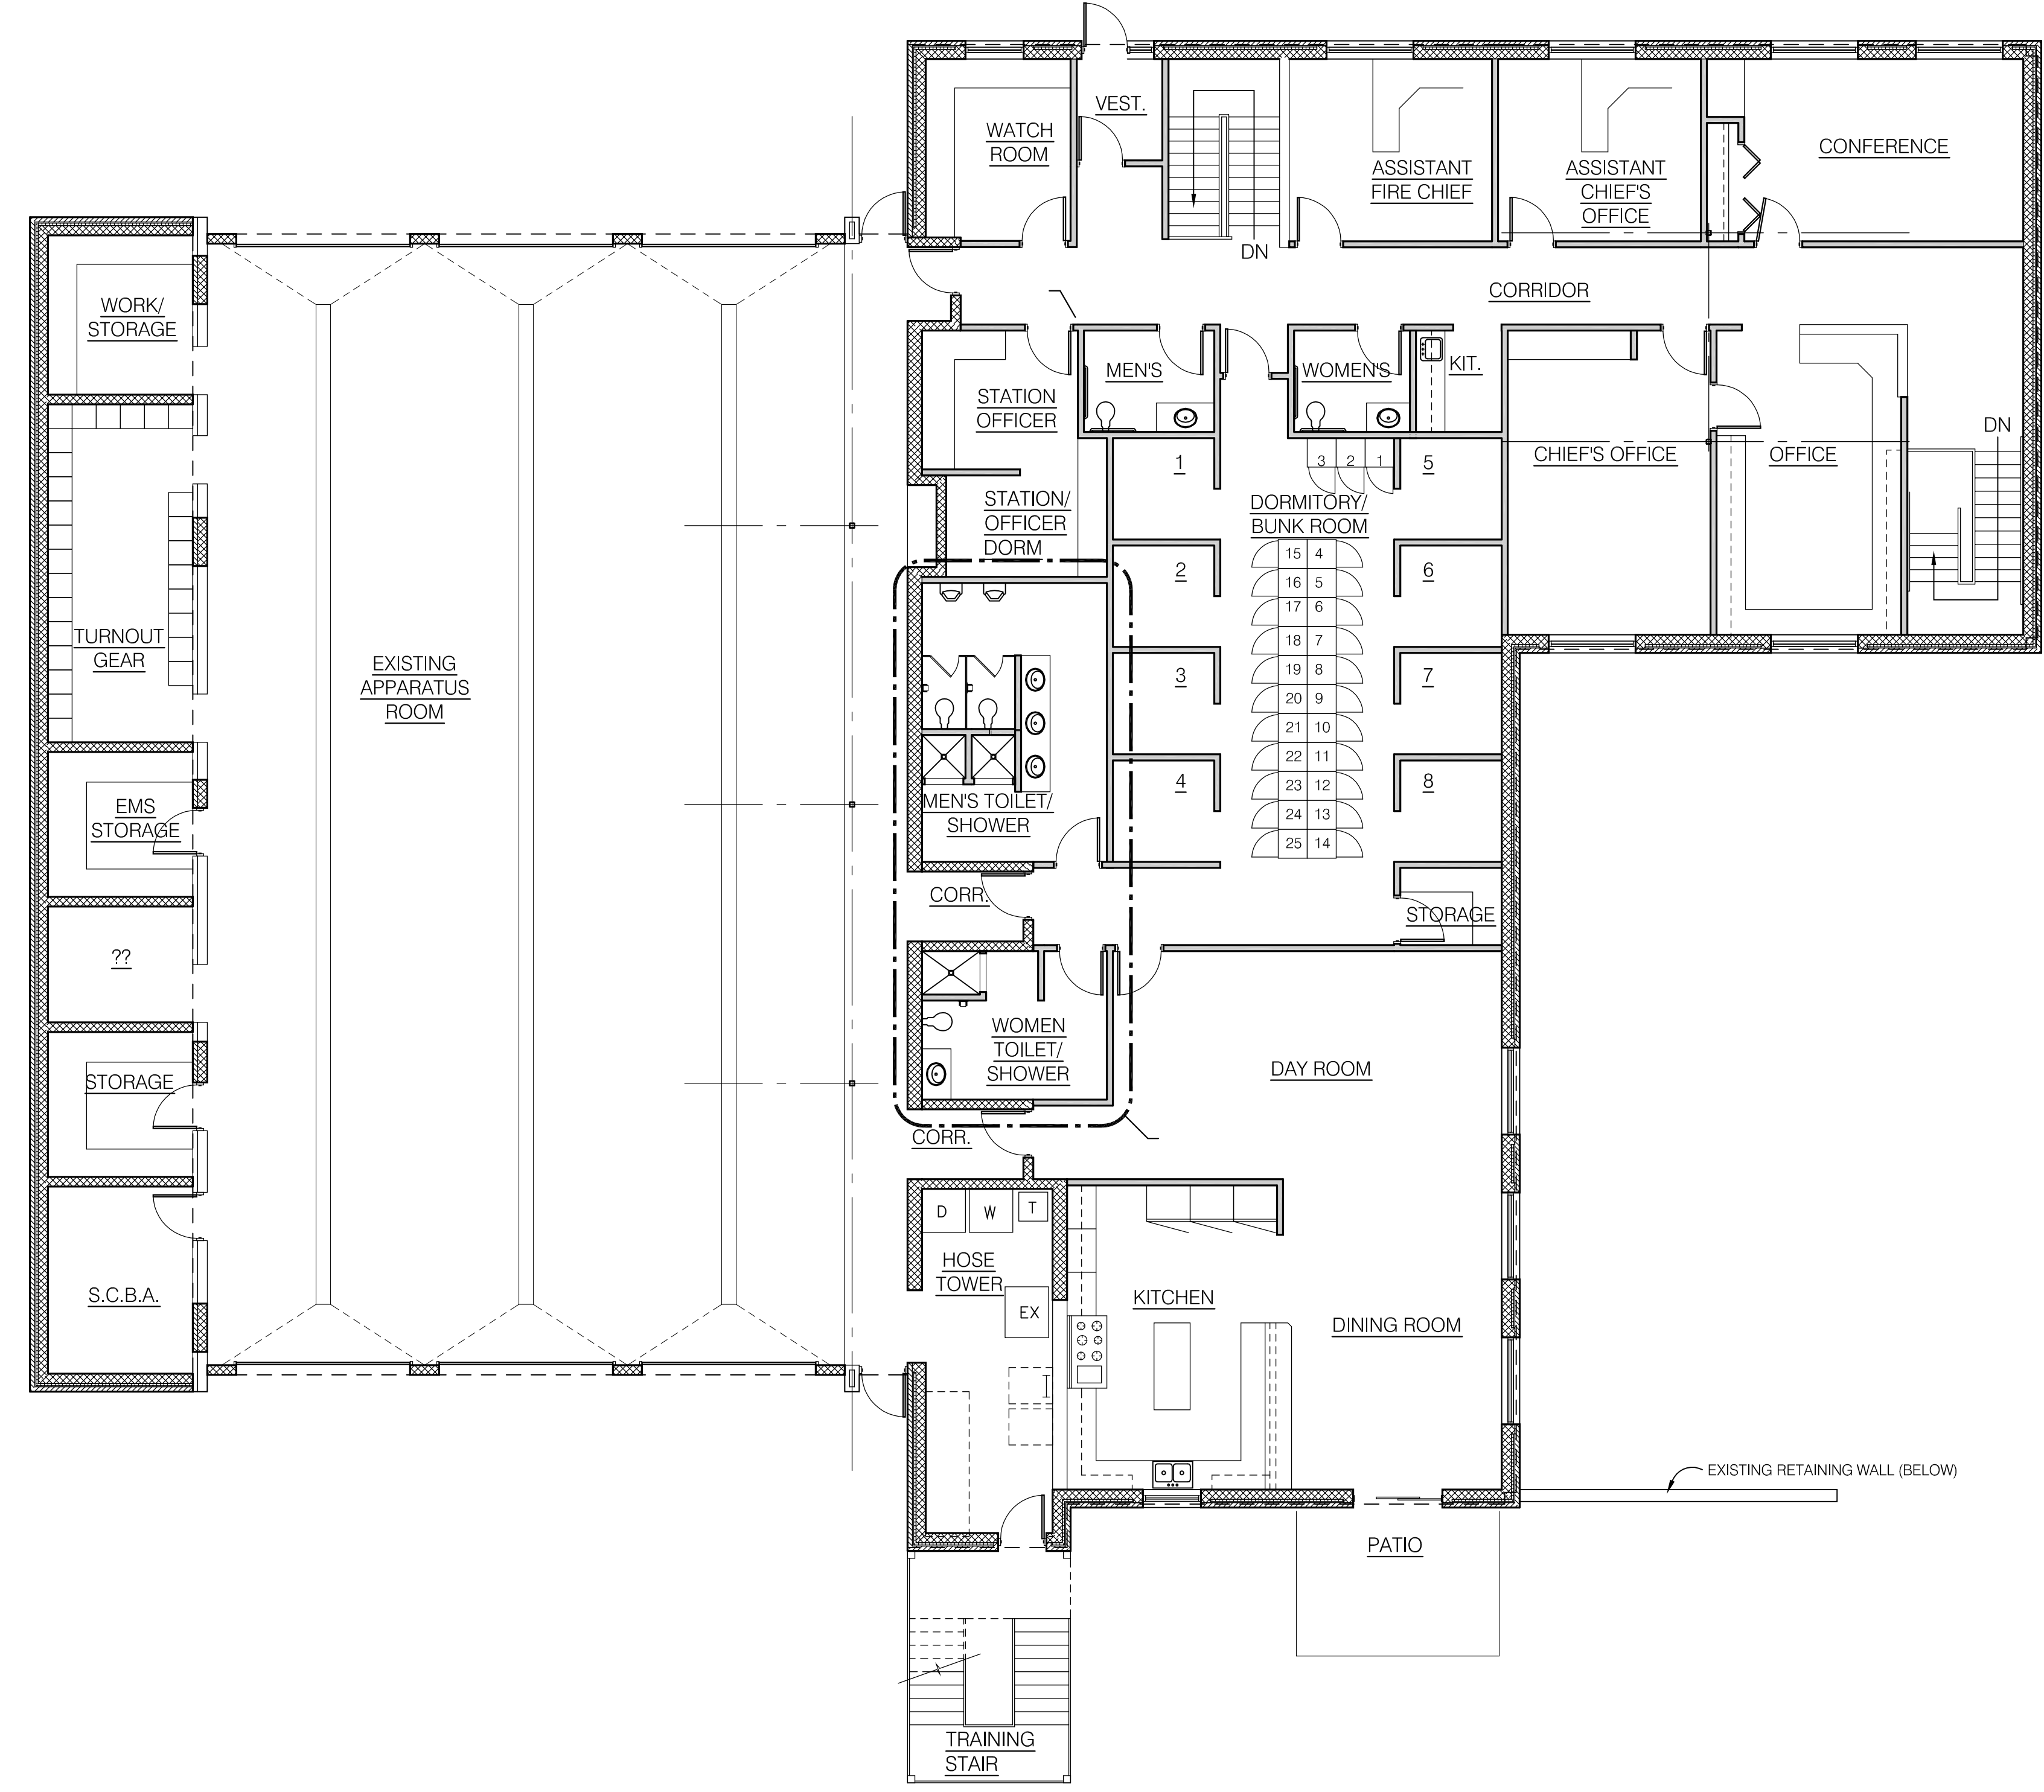 VEST.
WATCH
ROOM
ASSISTANT
FIRE CHIEF
ASSISTANT
CHIEF'S
OFFICE
CONFERENCE
DN
CORRIDOR
WORK/
STORAGE
STATION
OFFICER
MEN'S
WOMEN'S
KIT.
CHIEF'S OFFICE
OFFICE
DN
1
3 2 1
5
STATION/
OFFICER
DORM
DORMITORY/
BUNK ROOM
2
6
15 4
16 5
17 6
18 7
19 8
20 9
21 10
22 11
23 12
24 13
25 14
TURNOUT
GEAR
EXISTING
APPARATUS
ROOM
3
7
4
8
MEN'S TOILET/
SHOWER
EMS
STORAGE
CORR.
STORAGE
??
WOMEN
TOILET/
SHOWER
DAY ROOM
STORAGE
CORR.
D W T
HOSE
TOWER
EX
S.C.B.A.
KITCHEN
DINING ROOM
EXISTING RETAINING WALL (BELOW)
PATIO
TRAINING
STAIR